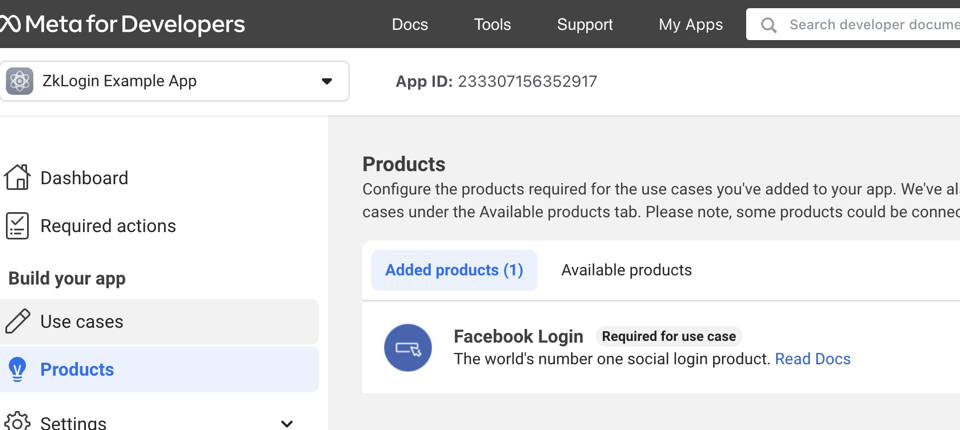 Meta for Developers
Docs
Tools
Support
My Apps
Search developer docume
ZkLogin Example App
App ID: 233307156352917
Dashboard
Required actions
Build your app
Use cases
Products
Settings
Products
Configure the products required for the use cases you've added to your app. We've al
cases under the Available products tab. Please note, some products could be connec
Added products (1)
Available products
Facebook Login
Required for use case
The world's number one social login product. Read Docs